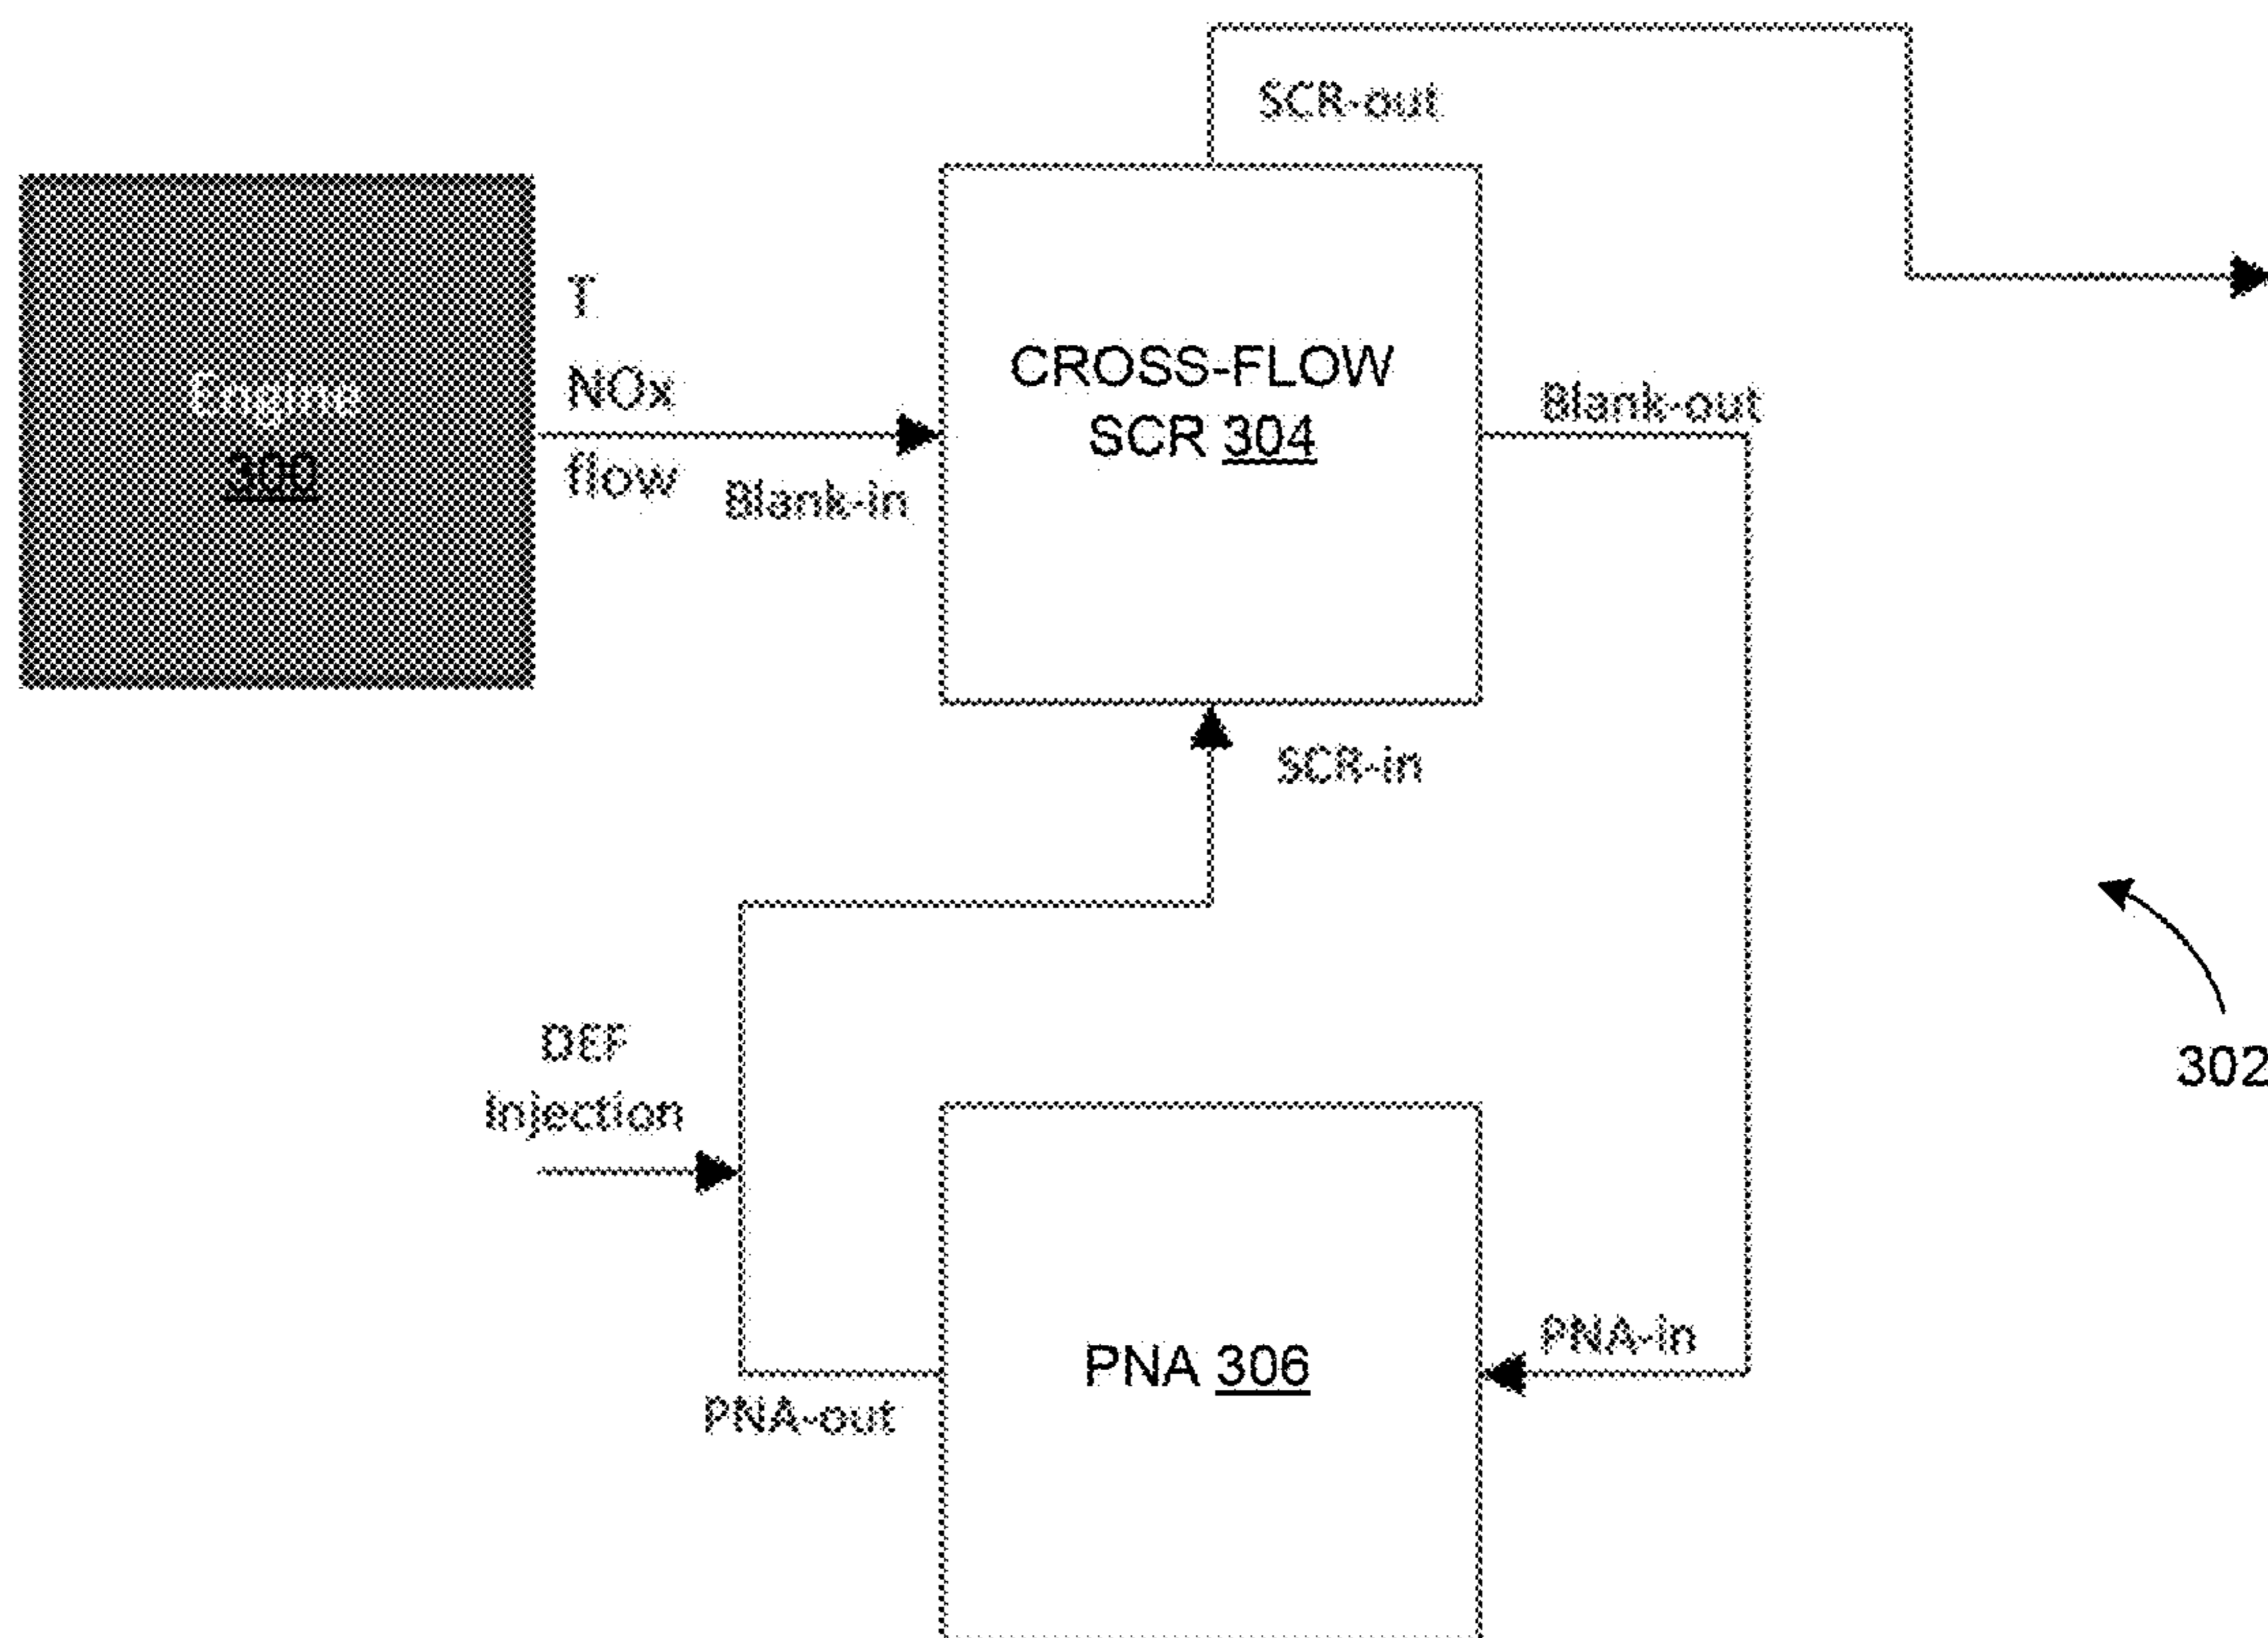 SCR-out
Engine
300
T
NOx
flow
Blank-in
CROSS-FLOW
SCR 304
Blank-out
SCR-in
DEF
Injection
302
PNA 306
PNA-in
PNA-out